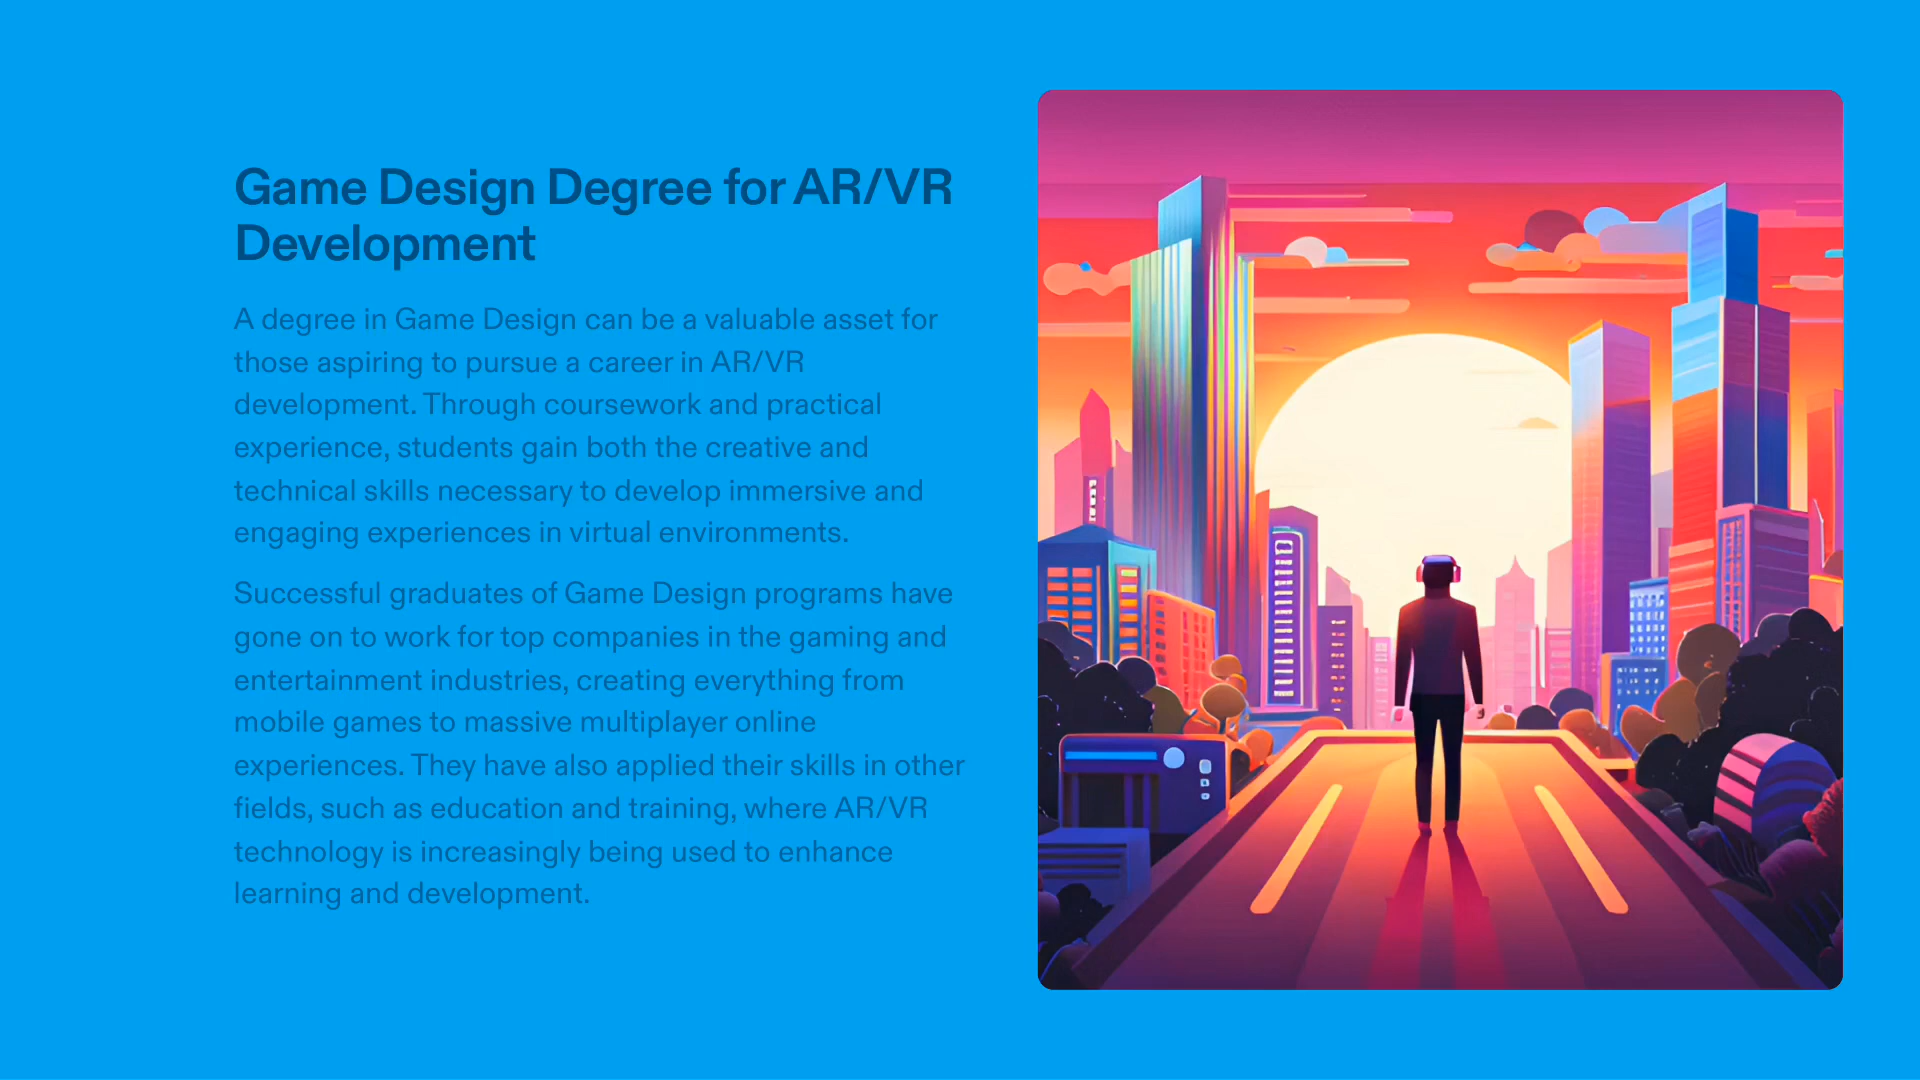 Game Design Degree for AR/VR
Development
A degree in Game Design can be a valuable asset for
those aspiring to pursue a career in AR/VR
development. Through coursework and practical
experience, students gain both the creative and
technical skills necessary to develop immersive and
engaging experiences in virtual environments.
Successful graduates of Game Design programs have
gone on to work for top companies in the gaming and
entertainment industries, creating everything from
mobile games to massive multiplayer online
experiences. They have also applied their skills in other
fields, such as education and training, where AR/VR
technology is increasingly being used to enhance
learning and development.